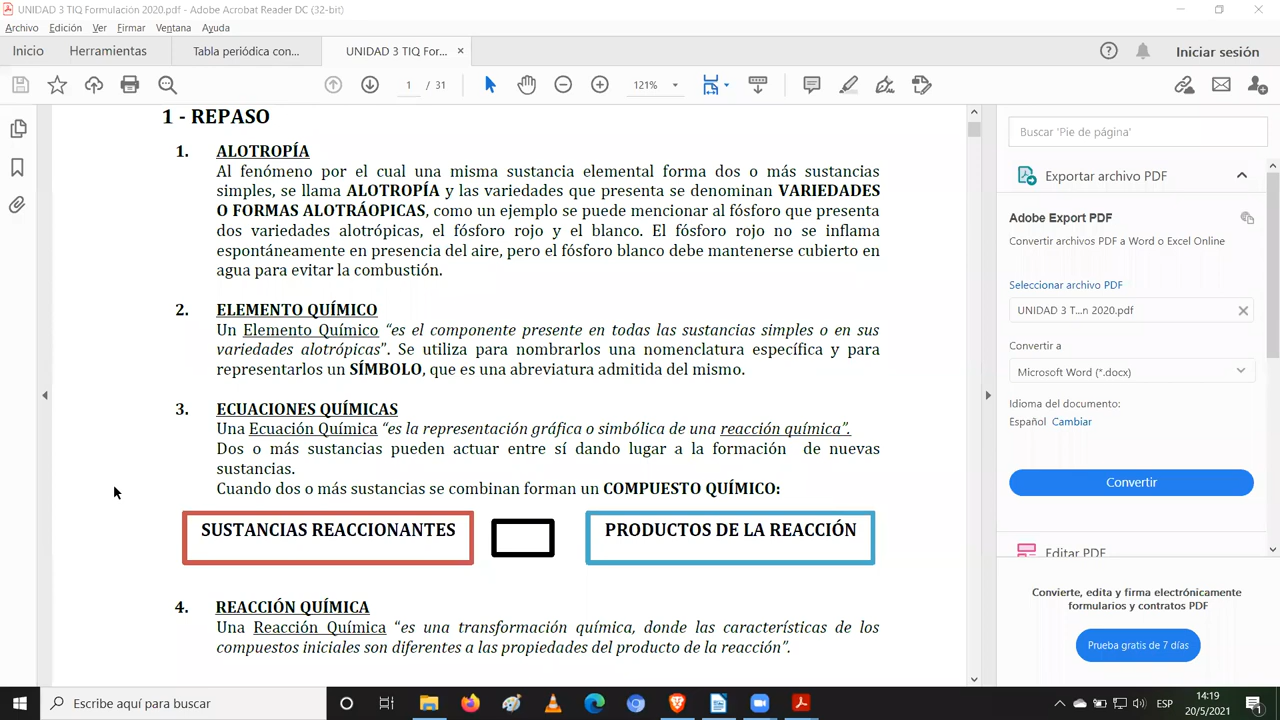 UNIDAD 3 TIQ Formulación 2020.pdf - Adobe Acrobat Reader DC (32-bit)
Archivo Edición Ver Firmar Ventana Ayuda
Inicio Herramientas Tabla periódica con... UNIDAD 3 TIQ For... × Iniciar sesión
1 / 31 121%
1 - REPASO
1. ALOTROPÍA
Al fenómeno por el cual una misma sustancia elemental forma dos o más sustancias
simples, se llama ALOTROPÍA y las variedades que presenta se denominan VARIEDADES
O FORMAS ALOTRÁOPICAS, como un ejemplo se puede mencionar al fósforo que presenta
dos variedades alotrópicas, el fósforo rojo y el blanco. El fósforo rojo no se inflama
espontáneamente en presencia del aire, pero el fósforo blanco debe mantenerse cubierto en
agua para evitar la combustión.
2. ELEMENTO QUÍMICO
Un Elemento Químico “es el componente presente en todas las sustancias simples o en sus
variedades alotrópicas”. Se utiliza para nombrarlos una nomenclatura específica y para
representarlos un SÍMBOLO, que es una abreviatura admitida del mismo.
3. ECUACIONES QUÍMICAS
Una Ecuación Química “es la representación gráfica o simbólica de una reacción química”.
Dos o más sustancias pueden actuar entre sí dando lugar a la formación de nuevas
sustancias.
Cuando dos o más sustancias se combinan forman un COMPUESTO QUÍMICO:
SUSTANCIAS REACCIONANTES PRODUCTOS DE LA REACCIÓN
4. REACCIÓN QUÍMICA
Una Reacción Química “es una transformación química, donde las características de los
compuestos iniciales son diferentes a las propiedades del producto de la reacción”.
Buscar 'Pie de página'
Exportar archivo PDF
Adobe Export PDF
Convertir archivos PDF a Word o Excel Online
Seleccionar archivo PDF
UNIDAD 3 T...n 2020.pdf
Convertir a
Microsoft Word (*.docx)
Idioma del documento:
Español Cambiar
Convertir
Editar PDF
Convierte, edita y firma electrónicamente
formularios y contratos PDF
Prueba gratis de 7 días
Escribe aquí para buscar
ESP
14:19
20/5/2021
1